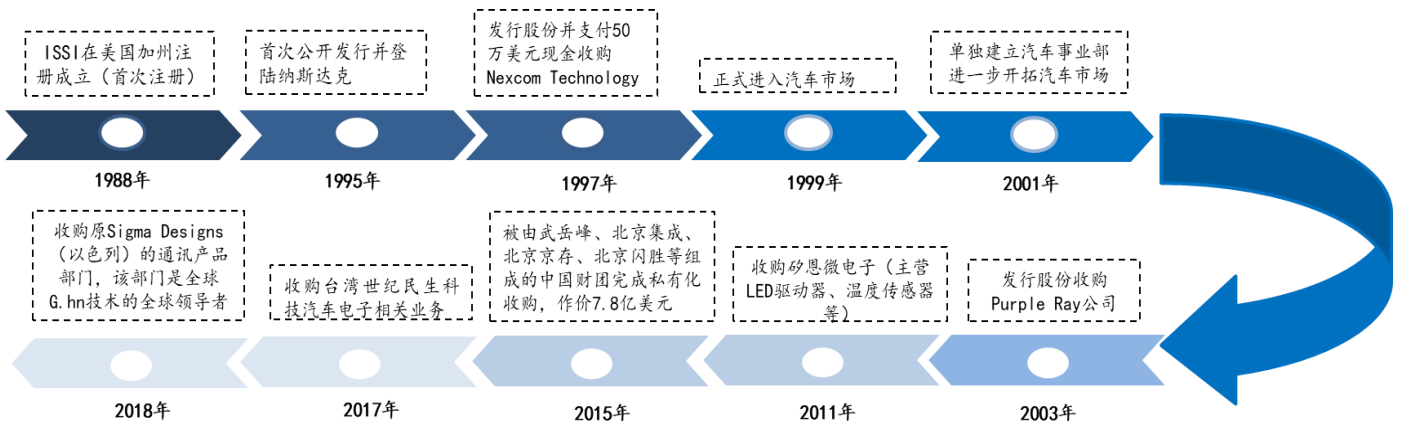 ISSI在美国加州注
册成立（首次注册）
首次公开发行并登
陆纳斯达克
发行股份并支付50
万美元现金收购
Nexcom Technology
正式进入汽车市场
单独建立汽车事业部
进一步开拓汽车市场
1988年
1995年
1997年
1999年
2001年
收购原Sigma Designs
（以色列）的通讯产品
部门，该部门是全球
G.hn技术的全球领导者
收购台湾世纪民生科
技汽车电子相关业务
被由武岳峰、北京集成、
北京京存、北京闪胜等组
成的中国财团完成私有化
收购，作价7.8亿美元
收购矽恩微电子（主营
LED驱动器、温度传感器
等）
发行股份收购
Purple Ray公司
2018年
2017年
2015年
2011年
2003年